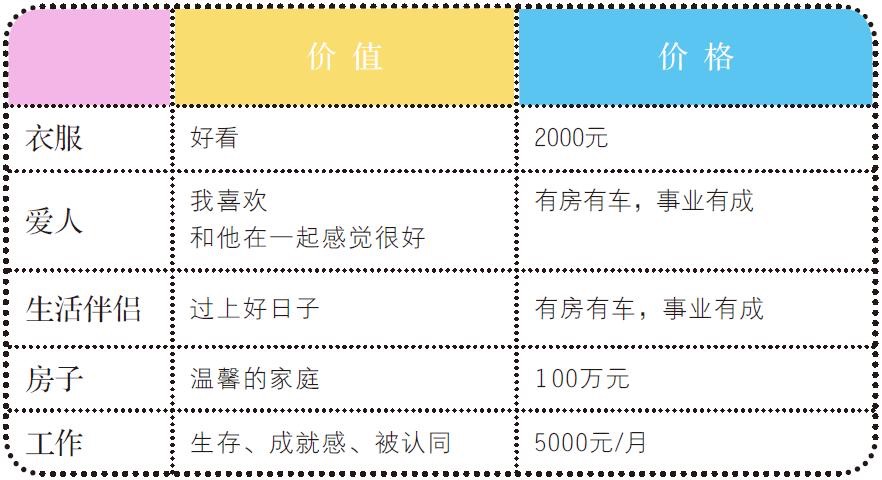 价值 价格
衣服 好看 2000元
爱人 我喜欢 有房有车，事业有成
和他在一起感觉很好
生活伴侣 过上好日子 有房有车，事业有成
房子 温馨的家庭 100万元
工作 生存、成就感、被认同 5000元/月